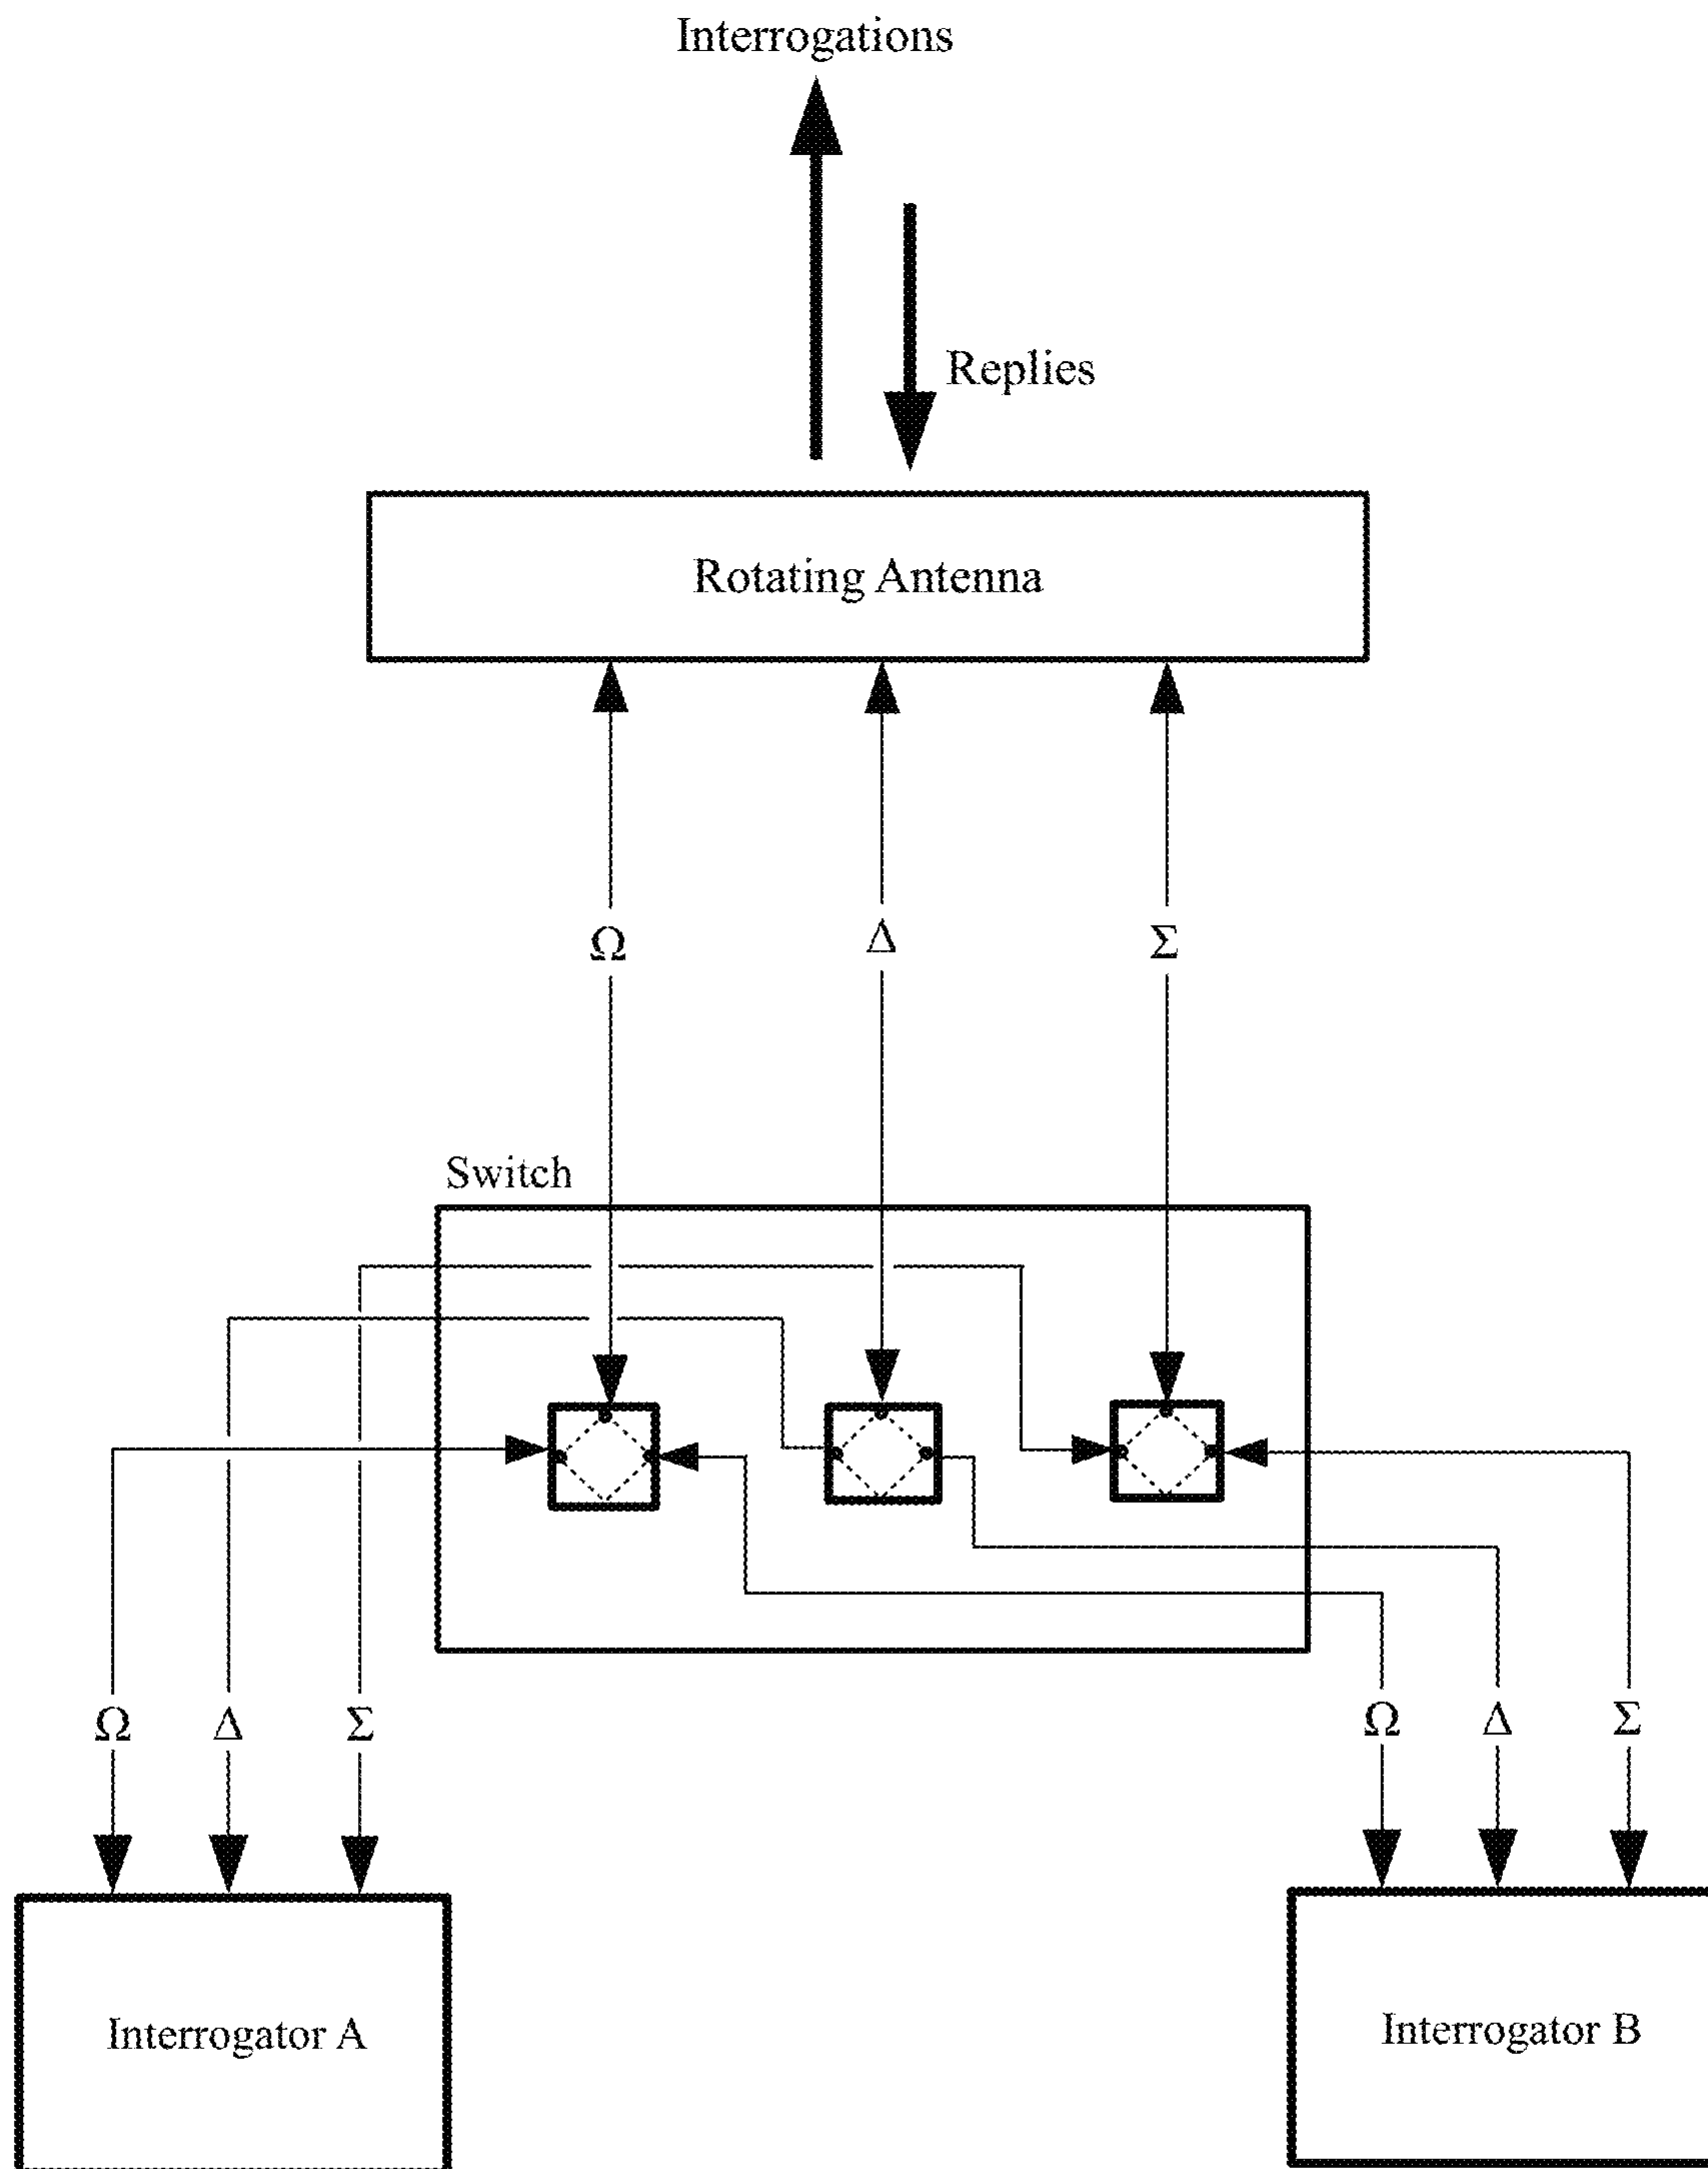 Interrogations
Replies
Rotating Antenna
Ω Δ Σ
Switch
Ω Δ Σ Ω Δ Σ
Interrogator A Interrogator B